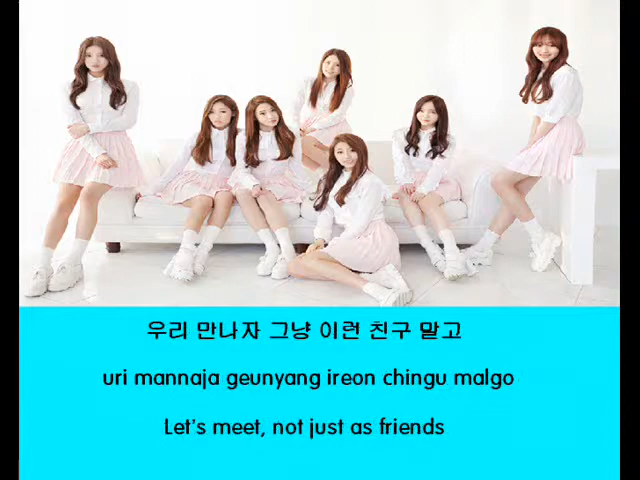 우리 만나자 그냥 이런 친구 말고
uri mannaja geunyang ireon chingu malgo
Let's meet, not just as friends